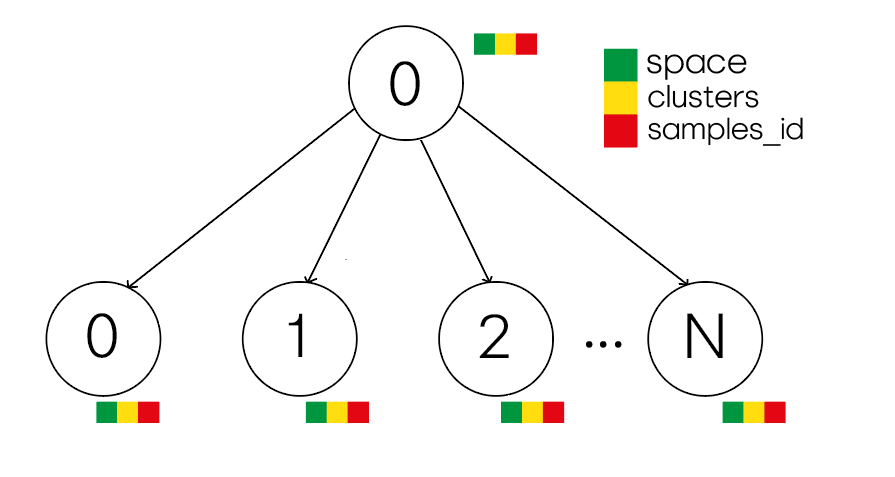 0
space
clusters
samples_id
0 1 2 ... N